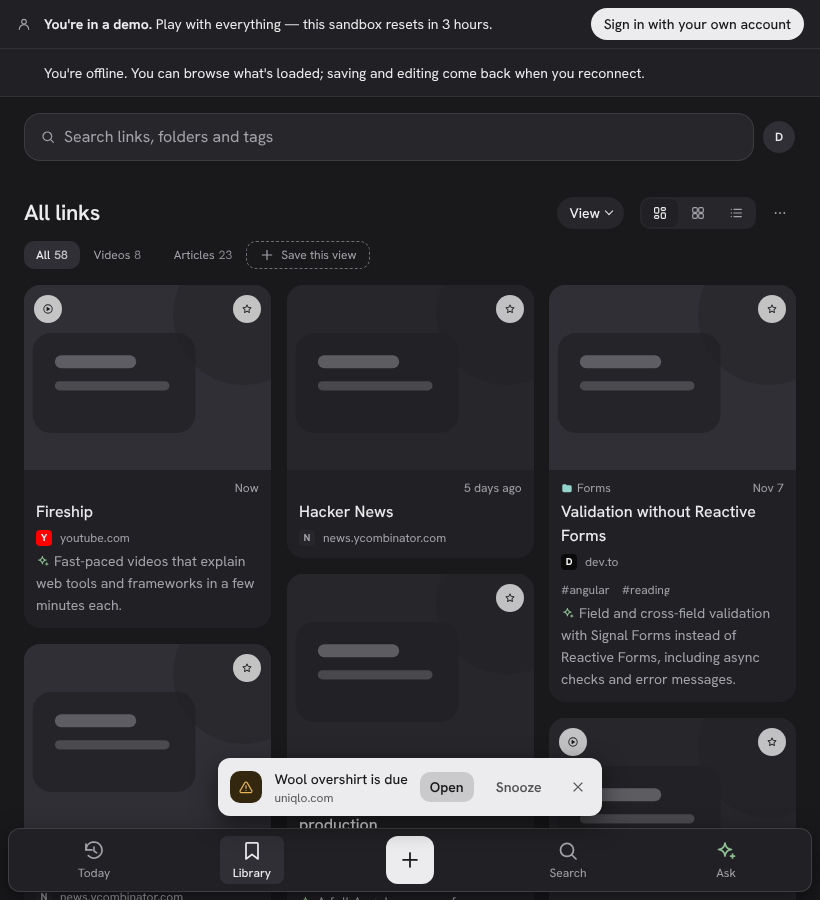 You're in a demo. Play with everything — this sandbox resets in 3 hours.
Sign in with your own account
You're offline. You can browse what's loaded; saving and editing come back when you reconnect.
Search links, folders and tags
D
All links
View
All 58
Videos 8
Articles 23
Save this view
Now
Fireship
Y youtube.com
Fast-paced videos that explain
web tools and frameworks in a few
minutes each.
5 days ago
Hacker News
N news.ycombinator.com
Forms
Nov 7
Validation without Reactive
Forms
D dev.to
#angular #reading
Field and cross-field validation
with Signal Forms instead of
Reactive Forms, including async
checks and error messages.
Wool overshirt is due
uniqlo.com
Open
Snooze
production
Today
Library
Search
Ask
N news.ycombinator.com